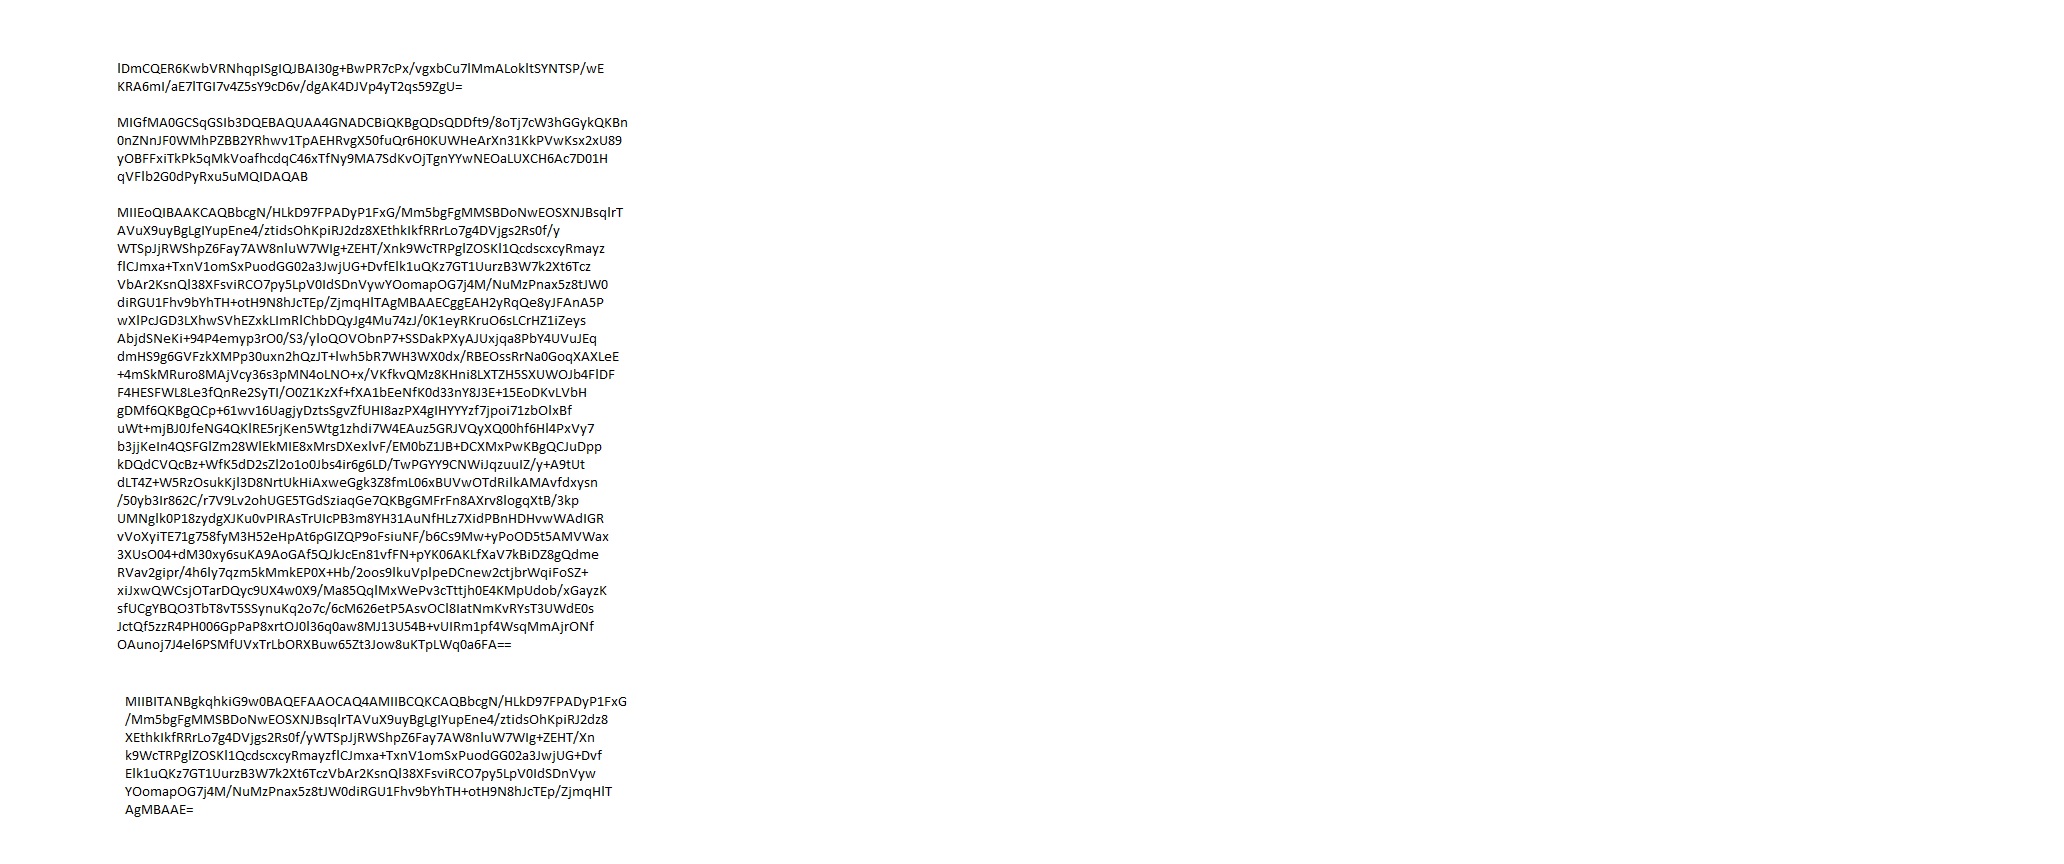 lDmCQER6KwbVRNhqpISgIQJBAI30g+BwPR7cPx/vgxbCu7lMmALokltSYNTSP/wE
KRA6mI/aE7lTGI7v4Z5sY9cD6v/dgAK4DJVp4yT2qs59ZgU=
MIGfMA0GCSqGSIb3DQEBAQUAA4GNADCBiQKBgQDsQDDft9/8oTj7cW3hGGykQKBn
0nZNnJF0WMhPZBB2YRhwv1TpAEHRvgX50fuQr6H0KUWHeArXn31KkPVwKsx2xU89
yOBFFxiTkPk5qMkVoafhcdqC46xTfNy9MA7SdKvOjTgnYYwNEOaLUXCH6Ac7D01H
qVFlb2G0dPyRxu5uMQIDAQAB
MIIEoQIBAAKCAQBbcgN/HLkD97FPADyP1FxG/Mm5bgFgMMSBDoNwEOSXNJBsqlrT
AVuX9uyBgLgIYupEne4/ztidsOhKpiRJ2dz8XEthkIkfRRrLo7g4DVjgs2Rs0f/y
WTSpJjRWShpZ6Fay7AW8nluW7WIg+ZEHT/Xnk9WcTRPglZOSKl1QcdscxcyRmayz
flCJmxa+TxnV1omSxPuodGG02a3JwjUG+DvfElk1uQKz7GT1UurzB3W7k2Xt6Tcz
VbAr2KsnQl38XFsviRCO7py5LpV0IdSDnVywYOomapOG7j4M/NuMzPnax5z8tJW0
diRGU1Fhv9bYhTH+otH9N8hJcTEp/ZjmqHlTAgMBAAECggEAH2yRqQe8yJFAnA5P
wXlPcJGD3LXhwSVhEZxkLImRlChbDQyJg4Mu74zJ/0K1eyRKruO6sLCrHZ1iZeys
AbjdSNeKi+94P4emyp3rO0/S3/yloQOVObnP7+SSDakPXyAJUxjqa8PbY4UVuJEq
dmHS9g6GVFzkXMPp30uxn2hQzJT+lwh5bR7WH3WX0dx/RBEOssRrNa0GoqXAXLeE
+4mSkMRuro8MAjVcy36s3pMN4oLNO+x/VKfkvQMz8KHni8LXTZH5SXUWOJb4FlDF
F4HESFWL8Le3fQnRe2SyTI/O0Z1KzXf+fXA1bEeNfK0d33nY8J3E+15EoDKvLVbH
gDMf6QKBgQCp+61wv16UagjyDztsSgvZfUHI8azPX4gIHYYYzf7jpoi71zbOlxBf
uWt+mjBJ0JfeNG4QKlRE5rjKen5Wtg1zhdi7W4EAuz5GRJVQyXQ00hf6Hl4PxVy7
b3jjKeIn4QSFGlZm28WlEkMIE8xMrsDXexlvF/EM0bZ1JB+DCXMxPwKBgQCJuDpp
kDQdCVQcBz+WfK5dD2sZl2o1o0Jbs4ir6g6LD/TwPGYY9CNWiJqzuuIZ/y+A9tUt
dLT4Z+W5RzOsukKjl3D8NrtUkHiAxweGgk3Z8fmL06xBUVwOTdRilkAMAvfdxysn
/50yb3Ir862C/r7V9Lv2ohUGE5TGdSziaqGe7QKBgGMFrFn8AXrv8logqXtB/3kp
UMNglk0P18zydgXJKu0vPIRAsTrUIcPB3m8YH31AuNfHLz7XidPBnHDHvwWAdIGR
vVoXyiTE71g758fyM3H52eHpAt6pGIZQP9oFsiuNF/b6Cs9Mw+yPoOD5t5AMVWax
3XUsO04+dM30xy6suKA9AoGAf5QJkJcEn81vfFN+pYK06AKLfXaV7kBiDZ8gQdme
RVav2gipr/4h6ly7qzm5kMmkEP0X+Hb/2oos9lkuVplpeDCnew2ctjbrWqiFoSZ+
xiJxwQWCsjOTarDQyc9UX4w0X9/Ma85QqlMxWePv3cTttjh0E4KMpUdob/xGayzK
sfUCgYBQO3TbT8vT5SSynuKq2o7c/6cM626etP5AsvOCl8IatNmKvRYsT3UWdE0s
JctQf5zzR4PH006GpPaP8xrtOJ0l36q0aw8MJ13U54B+vUIRm1pf4WsqMmAjrONf
OAunoj7J4el6PSMfUVxTrLbORXBuw65Zt3Jow8uKTpLWq0a6FA==
MIIBITANBgkqhkiG9w0BAQEFAAOCAQ4AMIIBCQKCAQBbcgN/HLkD97FPADyP1FxG
/Mm5bgFgMMSBDoNwEOSXNJBsqlrTAVuX9uyBgLgIYupEne4/ztidsOhKpiRJ2dz8
XEthkIkfRRrLo7g4DVjgs2Rs0f/yWTSpJjRWShpZ6Fay7AW8nluW7WIg+ZEHT/Xn
k9WcTRPglZOSKl1QcdscxcyRmayzflCJmxa+TxnV1omSxPuodGG02a3JwjUG+Dvf
Elk1uQKz7GT1UurzB3W7k2Xt6TczVbAr2KsnQl38XFsviRCO7py5LpV0IdSDnVyw
YOomapOG7j4M/NuMzPnax5z8tJW0diRGU1Fhv9bYhTH+otH9N8hJcTEp/ZjmqHlT
AgMBAAE=